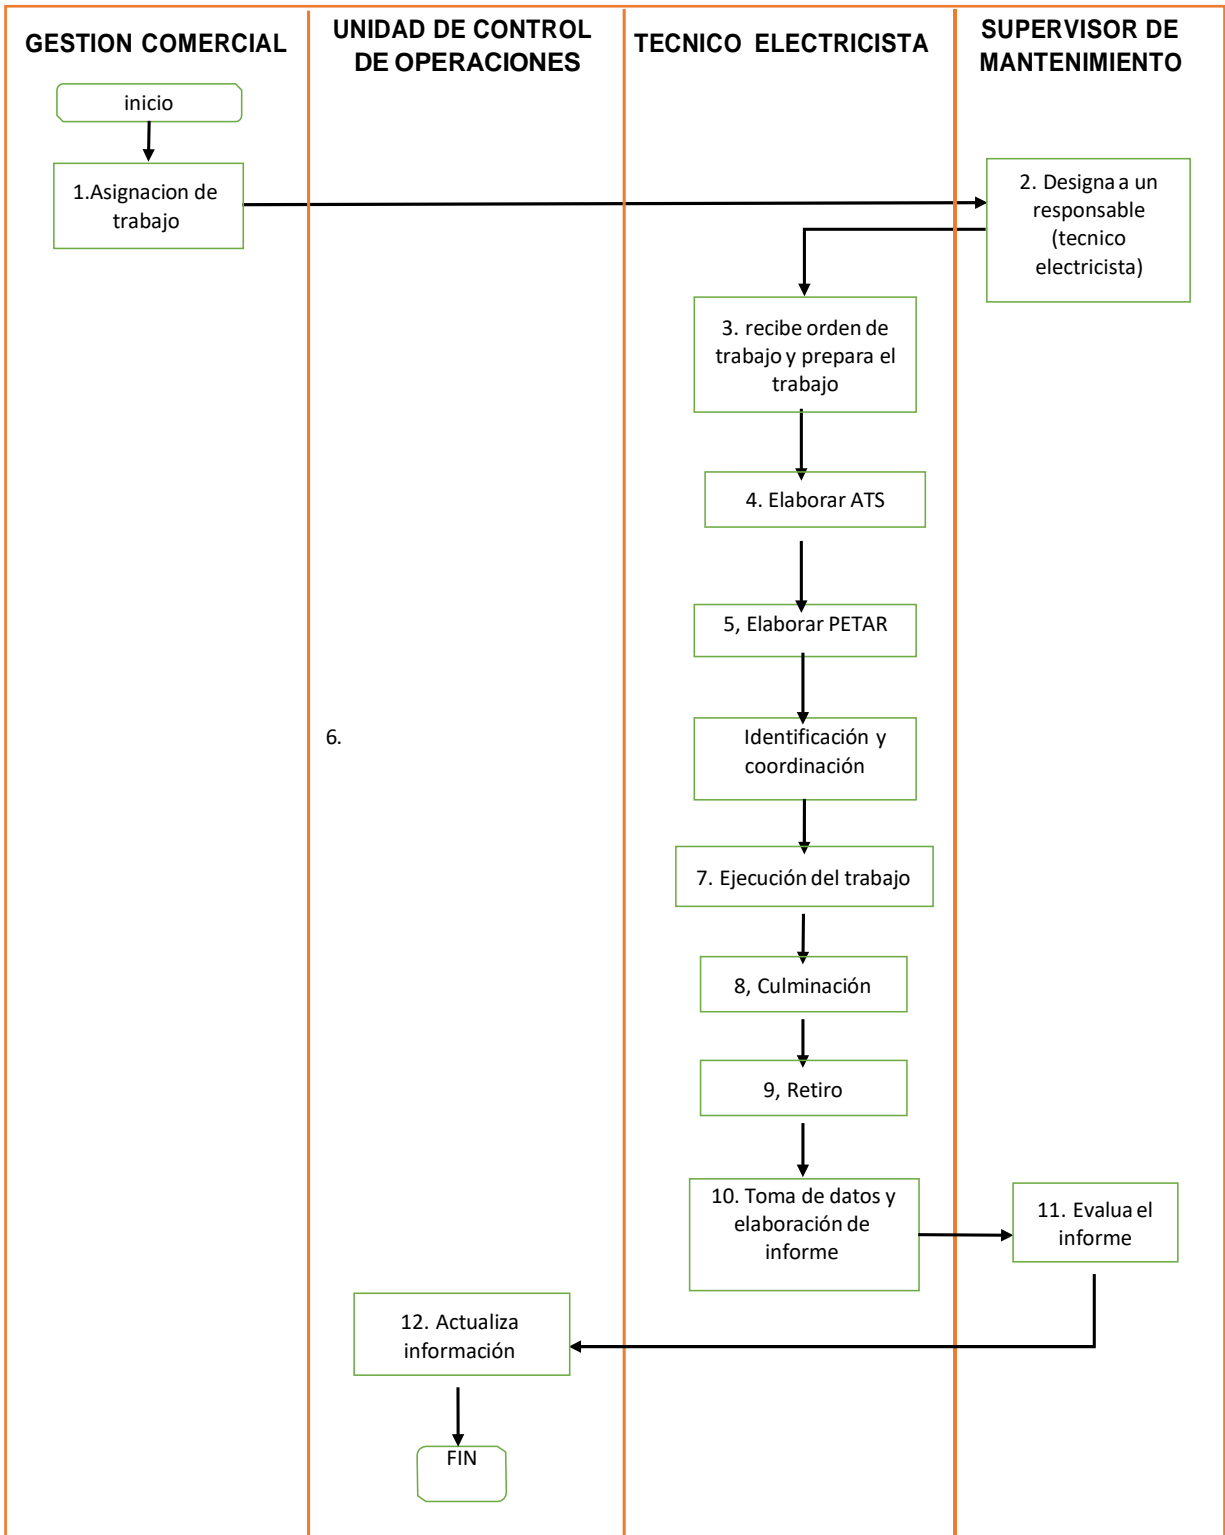 GESTION COMERCIAL
UNIDAD DE CONTROL
DE OPERACIONES
TECNICO ELECTRICISTA
SUPERVISOR DE
MANTENIMIENTO
inicio
1.Asignacion de
trabajo
2. Designa a un
responsable
(tecnico
electricista)
3. recibe orden de
trabajo y prepara el
trabajo
4. Elaborar ATS
5, Elaborar PETAR
6.
Identificación y
coordinación
7. Ejecución del trabajo
8, Culminación
9, Retiro
10. Toma de datos y
elaboración de
informe
11. Evalua el
informe
12. Actualiza
información
FIN